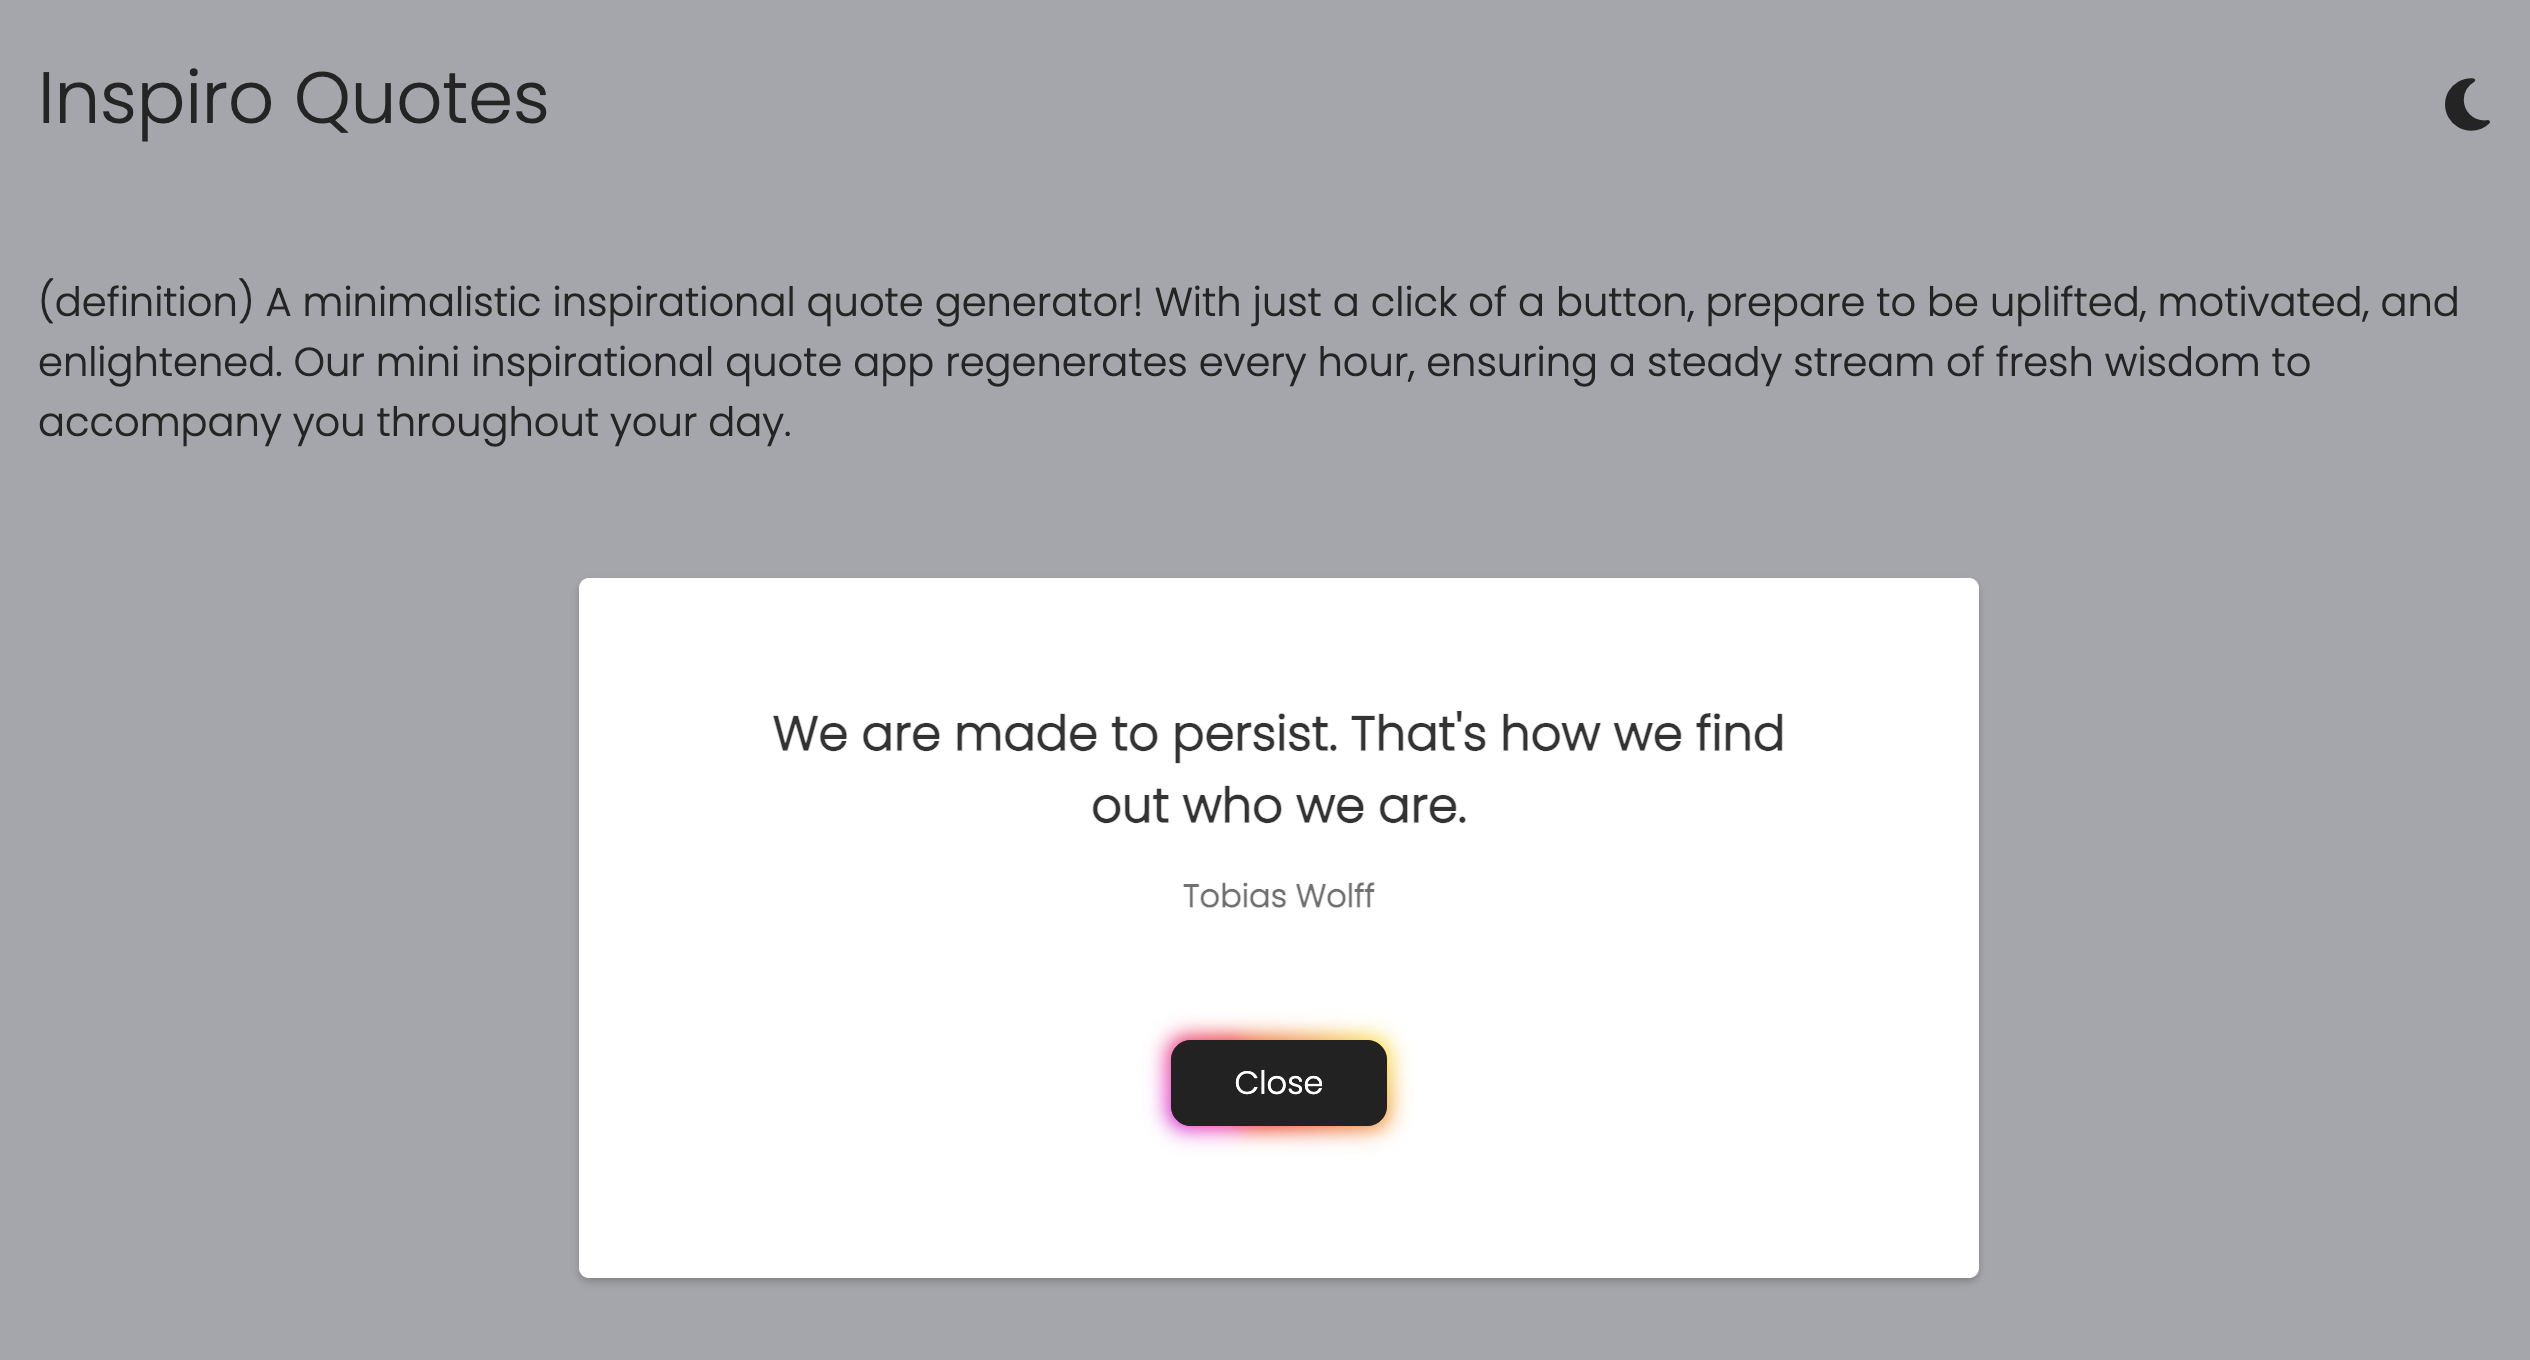 Inspiro Quotes
(definition) A minimalistic inspirational quote generator! With just a click of a button, prepare to be uplifted, motivated, and
enlightened. Our mini inspirational quote app regenerates every hour, ensuring a steady stream of fresh wisdom to
accompany you throughout your day.
We are made to persist. That's how we find
out who we are.
Tobias Wolff
Close